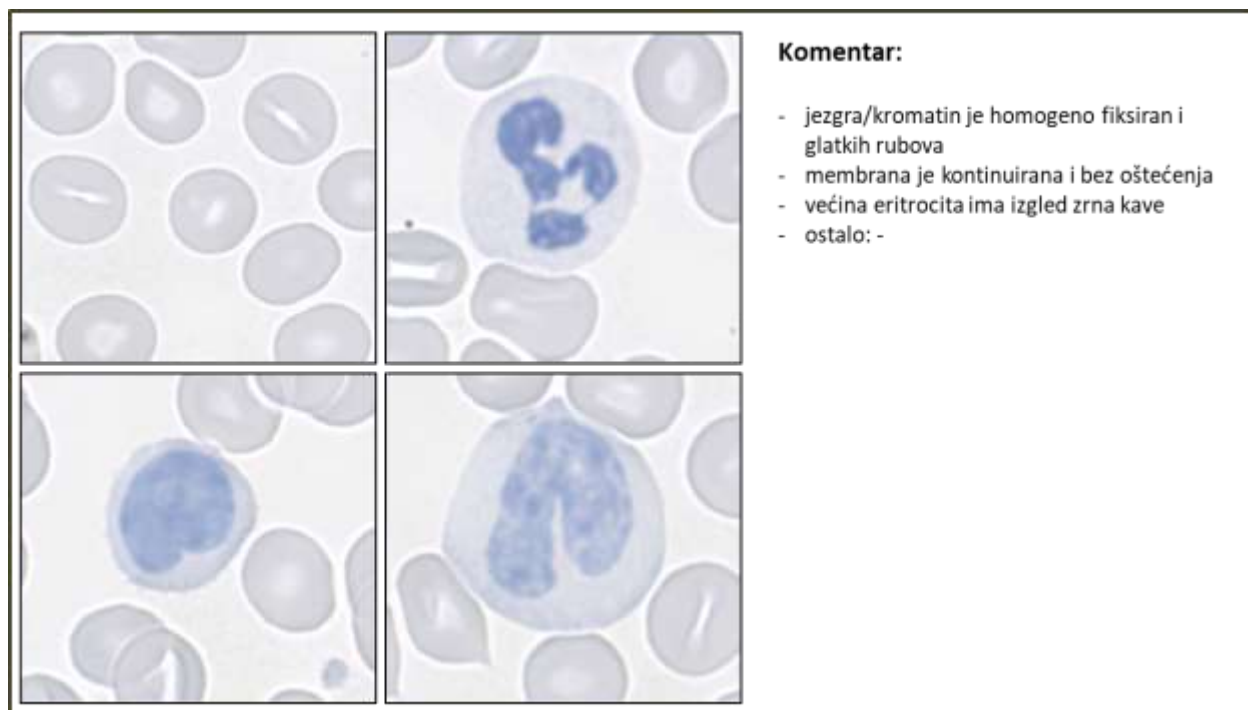 Komentar:
- jezgra/kromatin je homogeno fiksiran i
glatkih rubova
- membrana je kontinuirana i bez oštećenja
- većina eritrocita ima izgled zrna kave
- ostalo: -